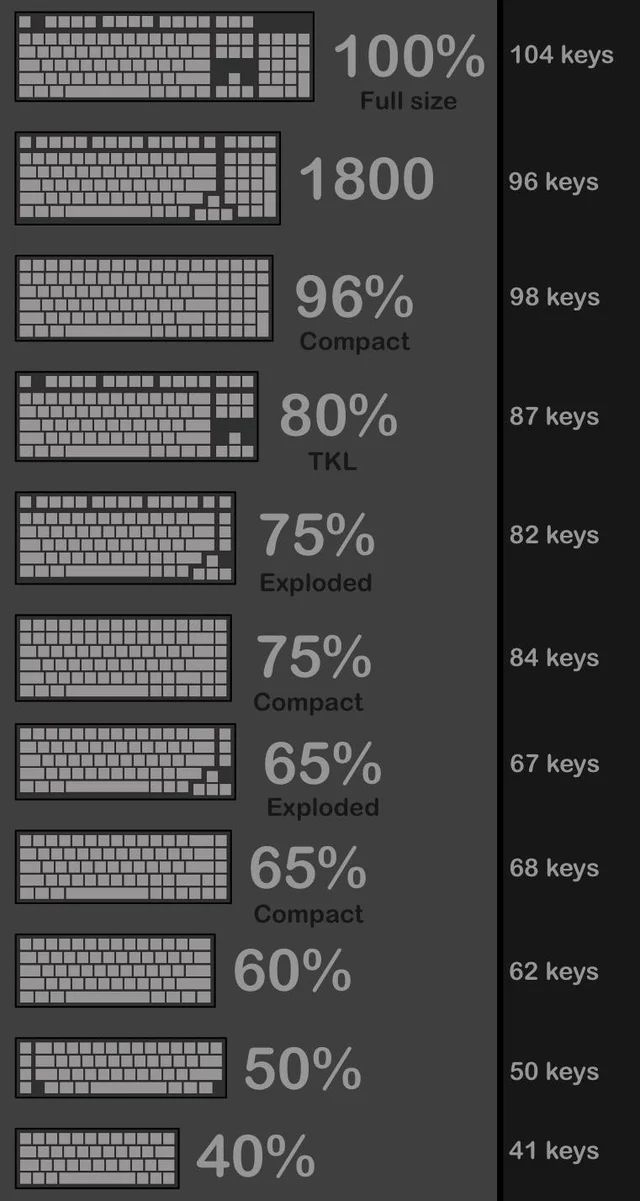 100%
104 keys
Full size
1800
96 keys
96%
98 keys
Compact
80%
87 keys
TKL
75%
82 keys
Exploded
75%
84 keys
Compact
65%
67 keys
Exploded
65%
68 keys
Compact
60%
62 keys
50%
50 keys
40%
41 keys